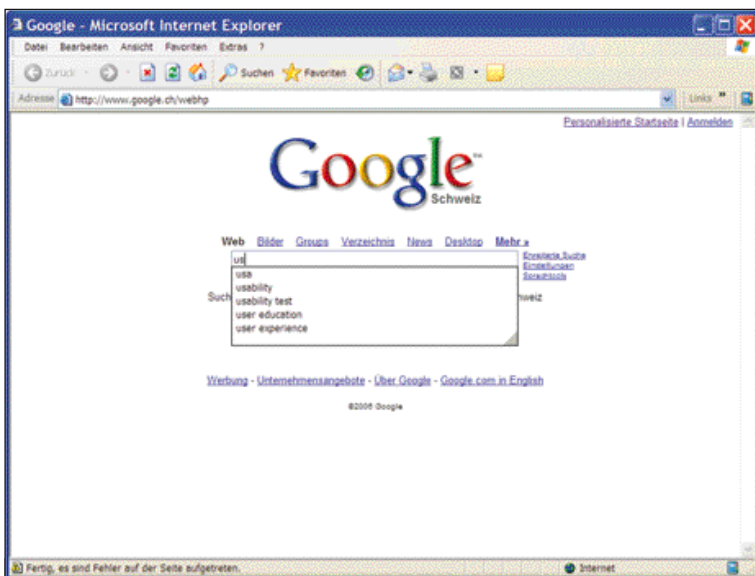 Google - Microsoft Internet Explorer
Datei Bearbeiten Ansicht Favoriten Extras ?
Zurück Suchen Favoriten
Adresse http://www.google.ch/webhp Links »
Personalisierte Startseite | Anmelden
Google™
Schweiz
Web Bilder Groups Verzeichnis News Desktop Mehr »
us
Erweiterte Suche
Einstellungen
Sprachtools
usa
usability
Such hweiz
usability test
user education
user experience
Werbung - Unternehmensangebote - Über Google - Google.com in English
©2006 Google
Fertig, es sind Fehler auf der Seite aufgetreten. Internet